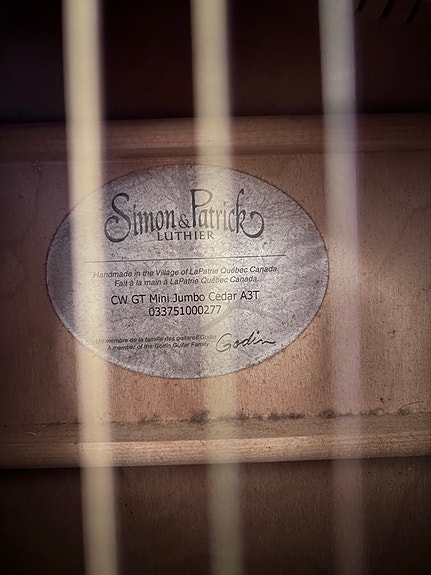 Simon & Patrick
LUTHIER
Handmade in the Village of LaPatrie Québec Canada
Fait à la main à LaPatrie Québec Canada.
CW GT Mini Jumbo Cedar A3T
033751000277
Un membre de la famille des guitares Godin
A member of the Godin Guitar Family
Godin